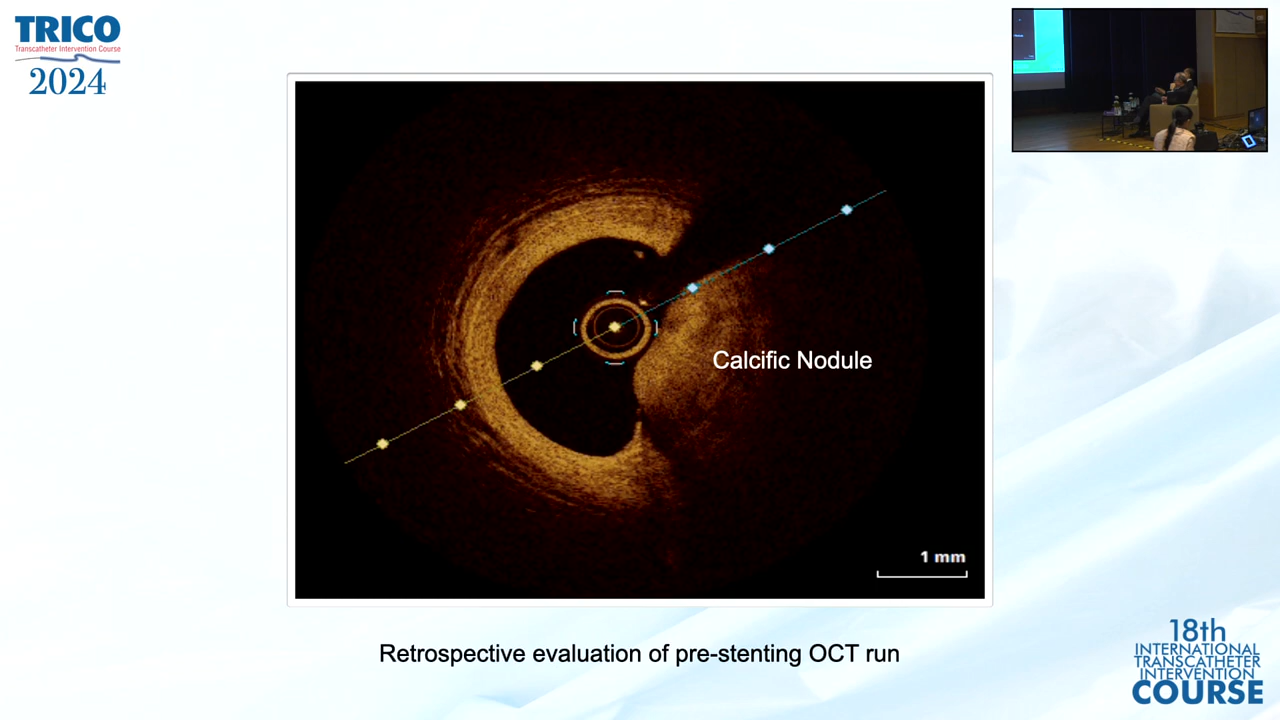 TRICO
Transcatheter Intervention Course
2024
Calcific Nodule
1 mm
Retrospective evaluation of pre-stenting OCT run
18th
INTERNATIONAL
TRANSCATHETER
INTERVENTION
COURSE